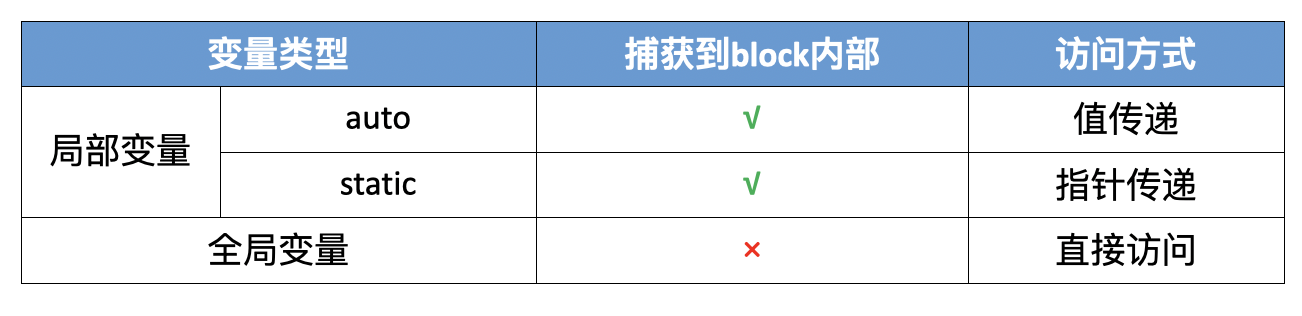 变量类型 捕获到block内部 访问方式
局部变量 auto √ 值传递
static √ 指针传递
全局变量 × 直接访问